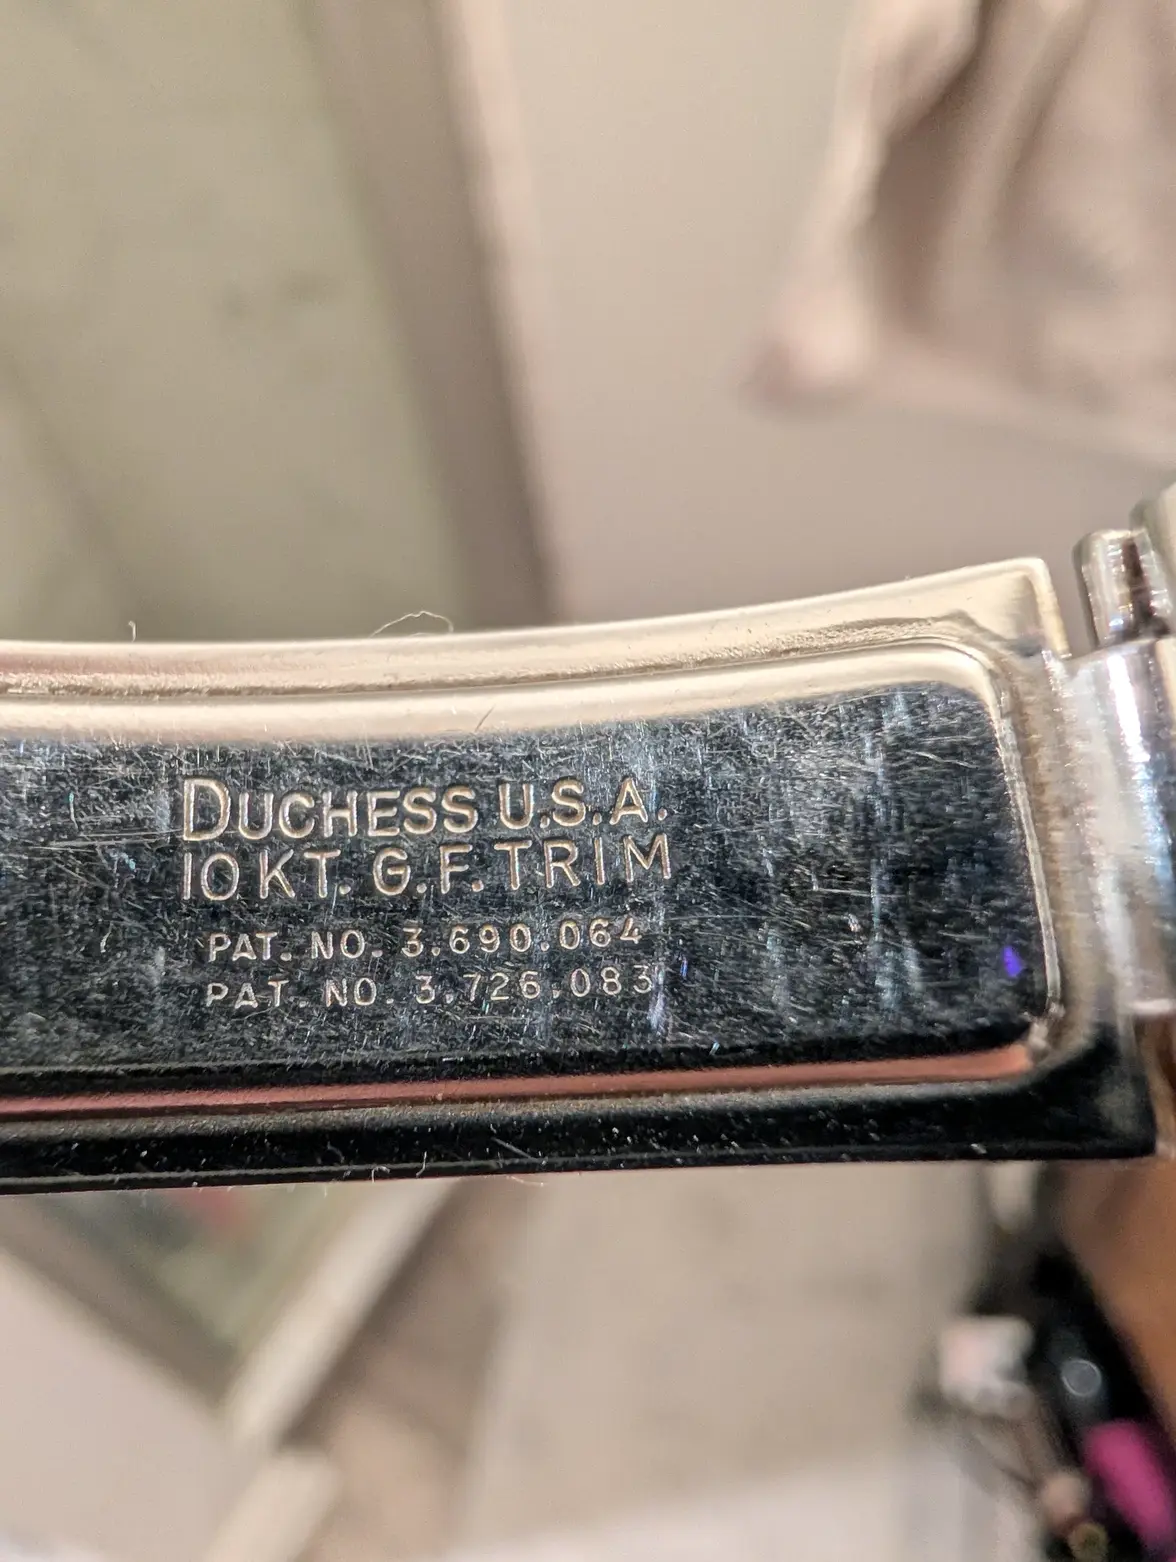 DUCHESS U.S.A.
10 KT. G.F. TRIM
PAT. NO. 3.690.064
PAT. NO. 3.726.083